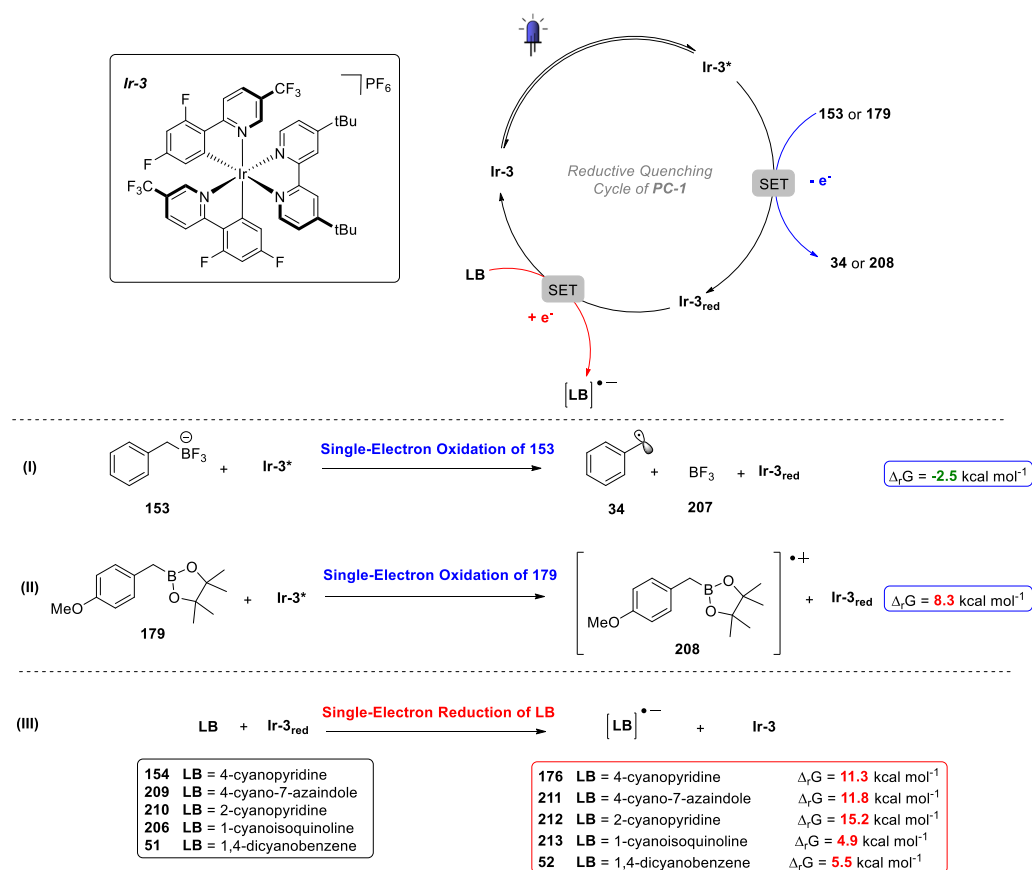 Ir-3
PF6
F
CF3
tBu
N
N
F
Ir
F3C
N
N
tBu
F
F
Ir-3*
153 or 179
Ir-3
Reductive Quenching
Cycle of PC-1
SET
- e-
34 or 208
LB
SET
Ir-3red
+ e-
[LB]•−
(I)
⊖
BF3
+
Ir-3*
Single-Electron Oxidation of 153
+
BF3
+
Ir-3red
ΔrG = -2.5 kcal mol-1
153
34
207
(II)
MeO
B
O
O
+
Ir-3*
Single-Electron Oxidation of 179
MeO
B
O
O
•+
+
Ir-3red
ΔrG = 8.3 kcal mol-1
179
208
(III)
LB
+
Ir-3red
Single-Electron Reduction of LB
[LB]•−
+
Ir-3
154 LB = 4-cyanopyridine
209 LB = 4-cyano-7-azaindole
210 LB = 2-cyanopyridine
206 LB = 1-cyanoisoquinoline
51 LB = 1,4-dicyanobenzene
176 LB = 4-cyanopyridine ΔrG = 11.3 kcal mol-1
211 LB = 4-cyano-7-azaindole ΔrG = 11.8 kcal mol-1
212 LB = 2-cyanopyridine ΔrG = 15.2 kcal mol-1
213 LB = 1-cyanoisoquinoline ΔrG = 4.9 kcal mol-1
52 LB = 1,4-dicyanobenzene ΔrG = 5.5 kcal mol-1